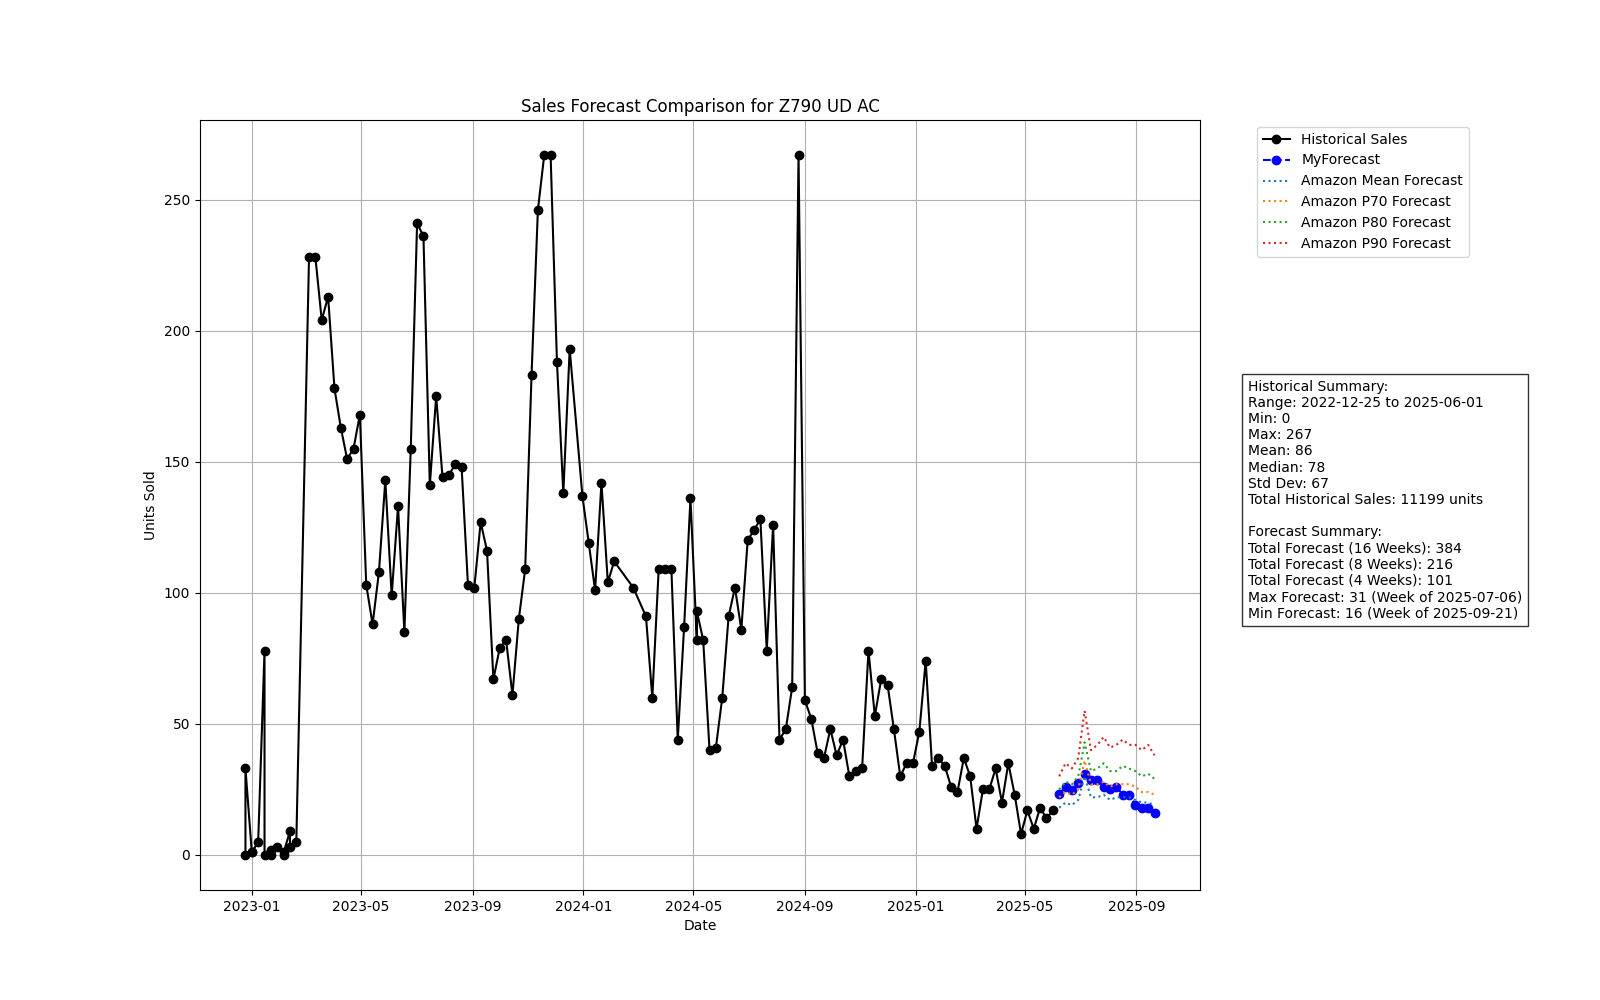 Sales Forecast Comparison for Z790 UD AC
Historical Sales
MyForecast
Amazon Mean Forecast
Amazon P70 Forecast
Amazon P80 Forecast
Amazon P90 Forecast
250
200
150
100
50
0
Units Sold
2023-01
2023-05
2023-09
2024-01
2024-05
2024-09
2025-01
2025-05
2025-09
Date
Historical Summary:
Range: 2022-12-25 to 2025-06-01
Min: 0
Max: 267
Mean: 86
Median: 78
Std Dev: 67
Total Historical Sales: 11199 units
Forecast Summary:
Total Forecast (16 Weeks): 384
Total Forecast (8 Weeks): 216
Total Forecast (4 Weeks): 101
Max Forecast: 31 (Week of 2025-07-06)
Min Forecast: 16 (Week of 2025-09-21)